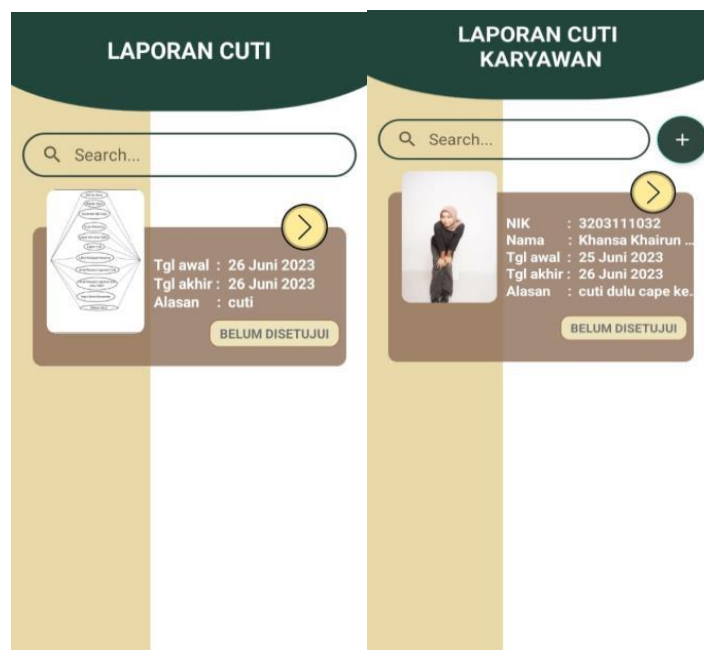 LAPORAN CUTI
Search...
Tgl awal : 26 Juni 2023
Tgl akhir : 26 Juni 2023
Alasan : cuti
BELUM DISETUJUI
LAPORAN CUTI
KARYAWAN
Search...
+
NIK : 3203111032
Nama : Khansa Khairun ...
Tgl awal : 25 Juni 2023
Tgl akhir : 26 Juni 2023
Alasan : cuti dulu cape ke..
BELUM DISETUJUI